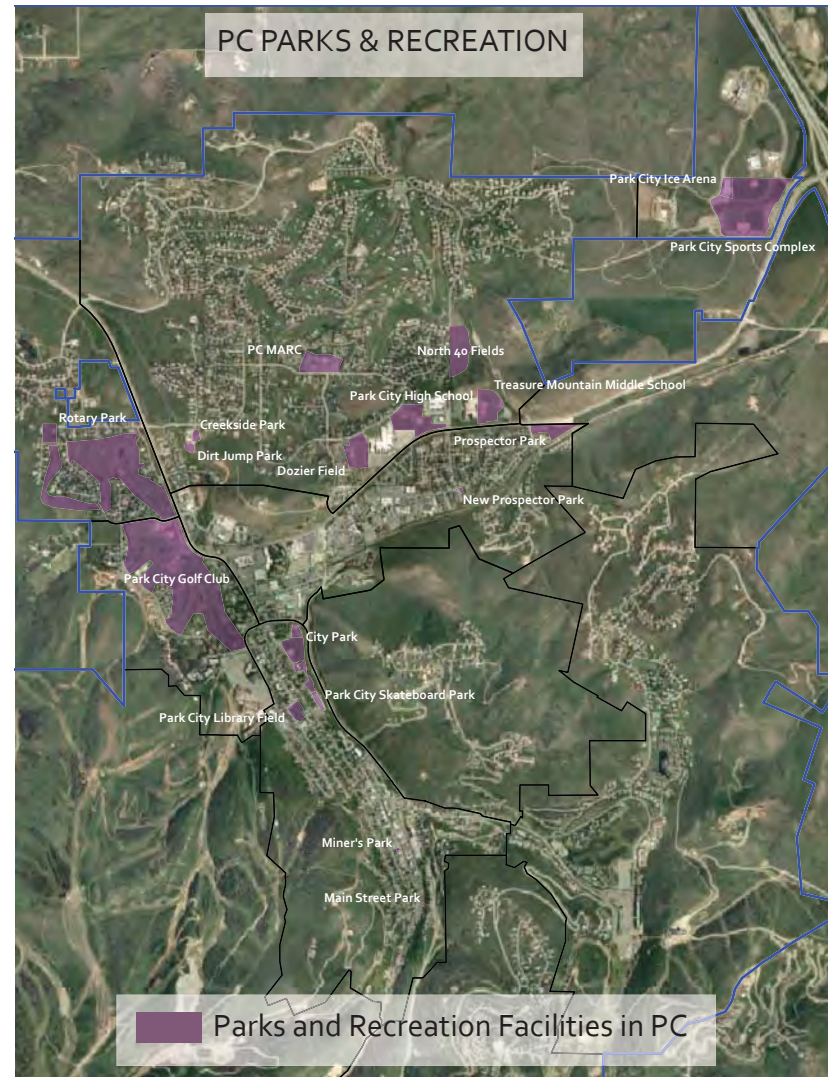 PC PARKS & RECREATION
Park City Ice Arena
Park City Sports Complex
PC MARC
North 40 Fields
Treasure Mountain Middle School
Park City High School
Rotary Park
Creekside Park
Prospector Park
Dirt Jump Park
Dozier Field
New Prospector Park
Park City Golf Club
City Park
Park City Skateboard Park
Park City Library Field
Miner's Park
Main Street Park
Parks and Recreation Facilities in PC